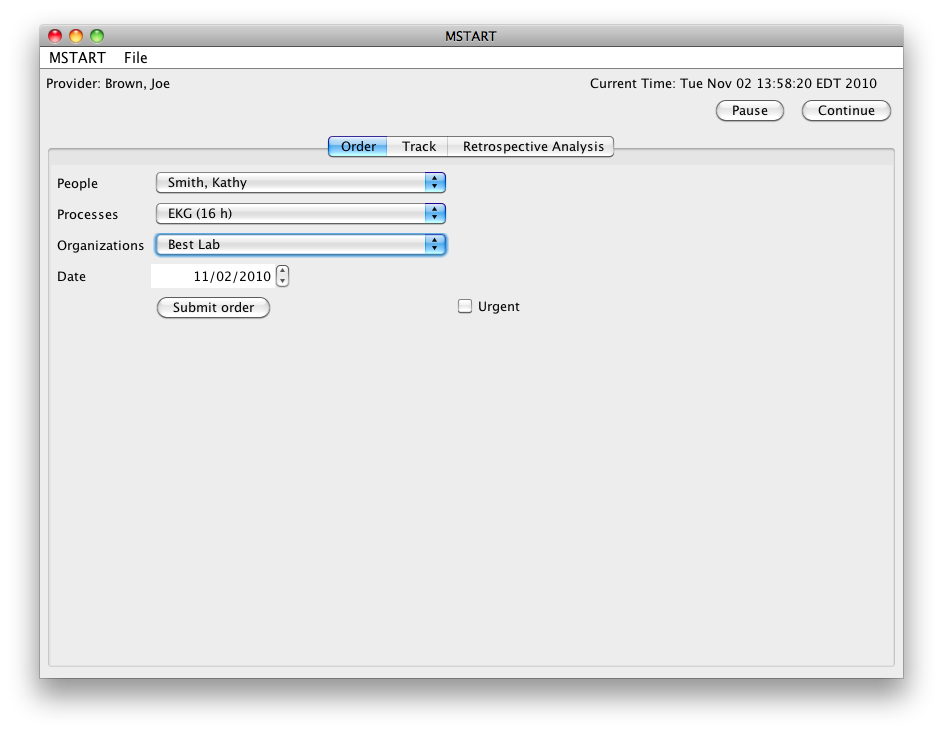 MSTART
MSTART File
Provider: Brown, Joe Current Time: Tue Nov 02 13:58:20 EDT 2010
Pause Continue
Order Track Retrospective Analysis
People Smith, Kathy
Processes EKG (16 h)
Organizations Best Lab
Date 11/02/2010
Submit order Urgent